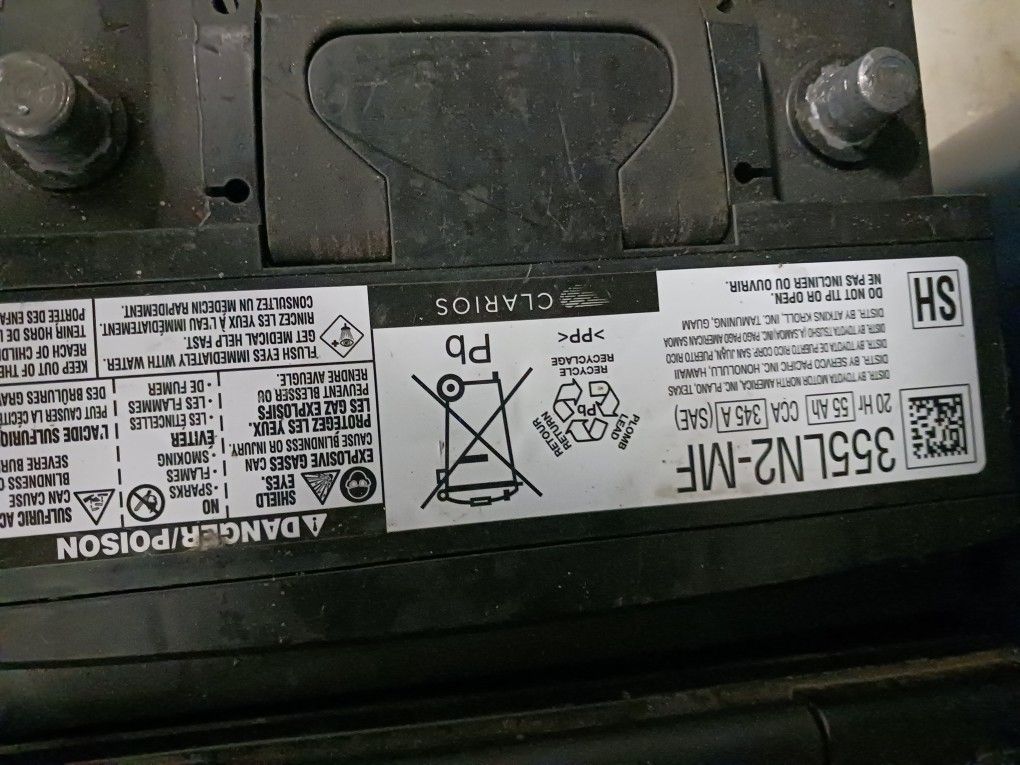 355LN2-MF
20 Hr 55 Ah CCA 345 A (SAE)
DISTR. BY TOYOTA MOTOR NORTH AMERICA INC, PLANO, TEXAS
DISTR. BY SERVCO PACIFIC INC. HONOLULU, HAWAII
DISTR. BY TOYOTA DE PUERTO RICO CORP. SAN JUAN, PUERTO RICO
DISTR. BY TOYOTA TSUSHO (A.SAMOA) INC. PAGO PAGO, AMERICAN SAMOA
DISTR. BY ATKINS KROLL, INC. TAMUNING, GUAM
SH
DO NOT TIP OR OPEN.
NE PAS INCLINER OU OUVRIR.
PLOMB
LEAD
RETOUR
RETURN
Pb
RECYCLE
RECYCLAGE
>PP<
Pb
CLARIOS
DANGER/POISON
SHIELD
EYES.
EXPLOSIVE GASES CAN
CAUSE BLINDNESS OR INJURY.
PROTÉGEZ LES YEUX.
LES GAZ EXPLOSIFS
PEUVENT BLESSER OU
RENDRE AVEUGLE.
NO
• SPARKS
• FLAMES
• SMOKING
ÉVITER
• LES ÉTINCELLES
• LES FLAMMES
• DE FUMER
SULFURIC AC
CAN CAUSE
BLINDNESS O
SEVERE BUR
L'ACIDE SULFURIQ
PEUT CAUSER LA CÉCIT
DES BRÛLURES GRAV
FLUSH EYES IMMEDIATELY WITH WATER.
GET MEDICAL HELP FAST.
RINCEZ LES YEUX À L'EAU IMMÉDIATEMENT.
CONSULTEZ UN MÉDECIN RAPIDEMENT.
KEEP OUT OF THE
REACH OF CHILD
TENIR HORS DE L
PORTÉE DES ENFA